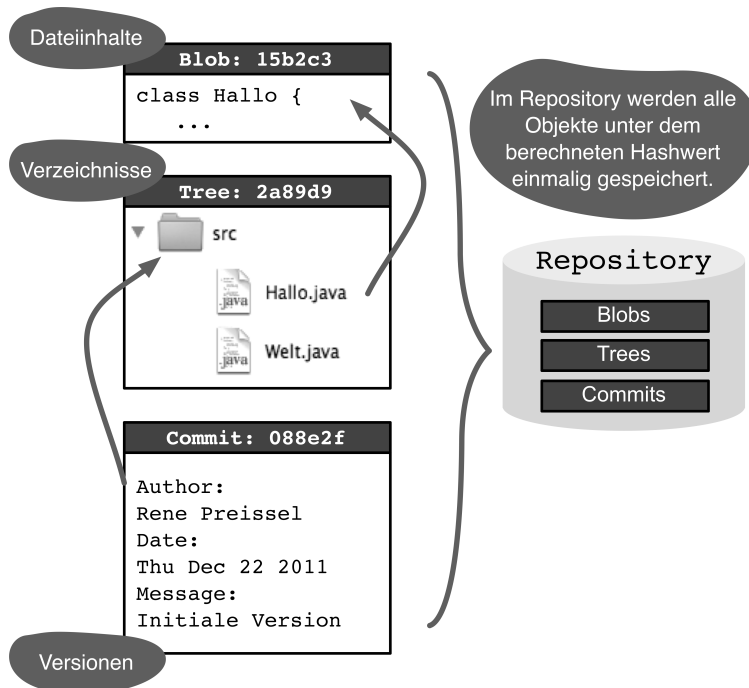 Dateiinhalte
Blob: 15b2c3
class Hallo {
...
Verzeichnisse
Tree: 2a89d9
src
.java
Hallo.java
.java
Welt.java
Commit: 088e2f
Author:
Rene Preissel
Date:
Thu Dec 22 2011
Message:
Initiale Version
Versionen
Im Repository werden alle
Objekte unter dem
berechneten Hashwert
einmalig gespeichert.
Repository
Blobs
Trees
Commits